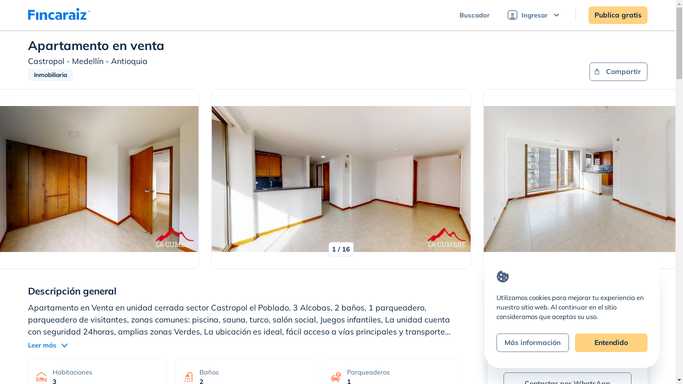 Fincaraiz
Buscador
Ingresar
Publica gratis
Apartamento en venta
Castropol - Medellín - Antioquia
Inmobiliaria
Compartir
LA CUMBRE
LA CUMBRE
1 / 16
Descripción general
Apartamento en Venta en unidad cerrada sector Castropol el Poblado. 3 Alcobas, 2 baños, 1 parqueadero,
parqueadero de visitantes, zonas comunes: piscina, sauna, turco, salón social, Juegos infantiles, La unidad cuenta
con seguridad 24horas, amplias zonas Verdes, La ubicación es ideal, fácil acceso a vías principales y transporte...
Leer más
Habitaciones
3
Baños
2
Parqueaderos
1
Utilizamos cookies para mejorar tu experiencia en
nuestro sitio web. Al continuar en el sitio
consideramos que aceptas su uso.
Más información
Entendido
Contactar por WhatsApp